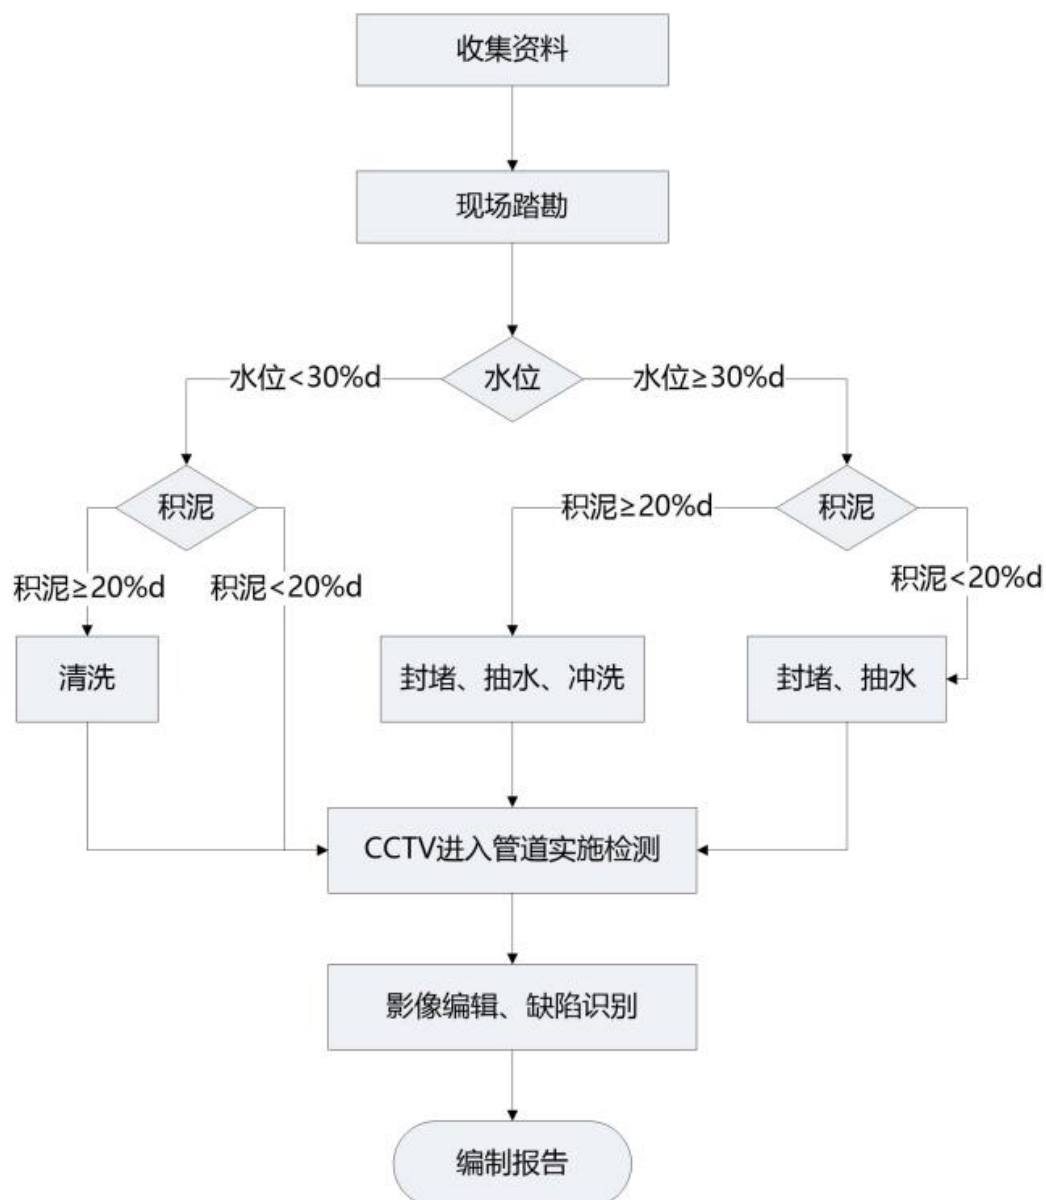 收集资料
现场踏勘
水位<30%d
水位
水位≥30%d
积泥
积泥≥20%d
积泥
积泥≥20%d
积泥<20%d
积泥<20%d
清洗
封堵、抽水、冲洗
封堵、抽水
CCTV进入管道实施检测
影像编辑、缺陷识别
编制报告